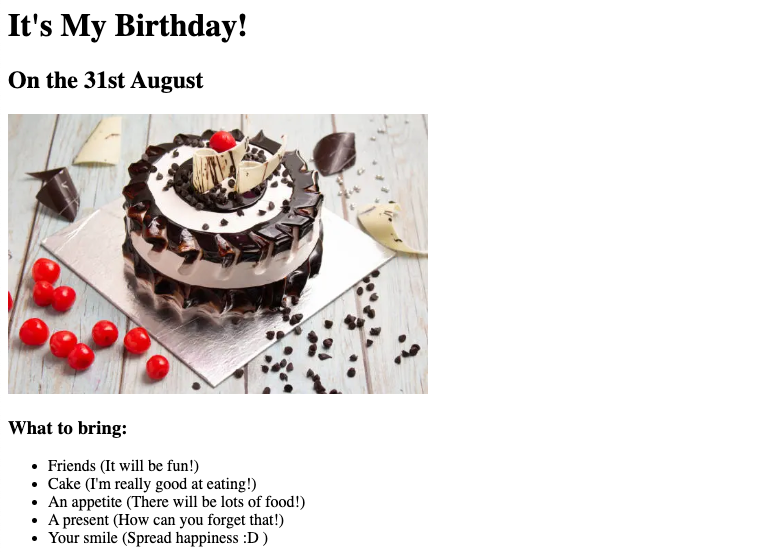 It's My Birthday!
On the 31st August
What to bring:
Friends (It will be fun!)
Cake (I'm really good at eating!)
An appetite (There will be lots of food!)
A present (How can you forget that!)
Your smile (Spread happiness :D )